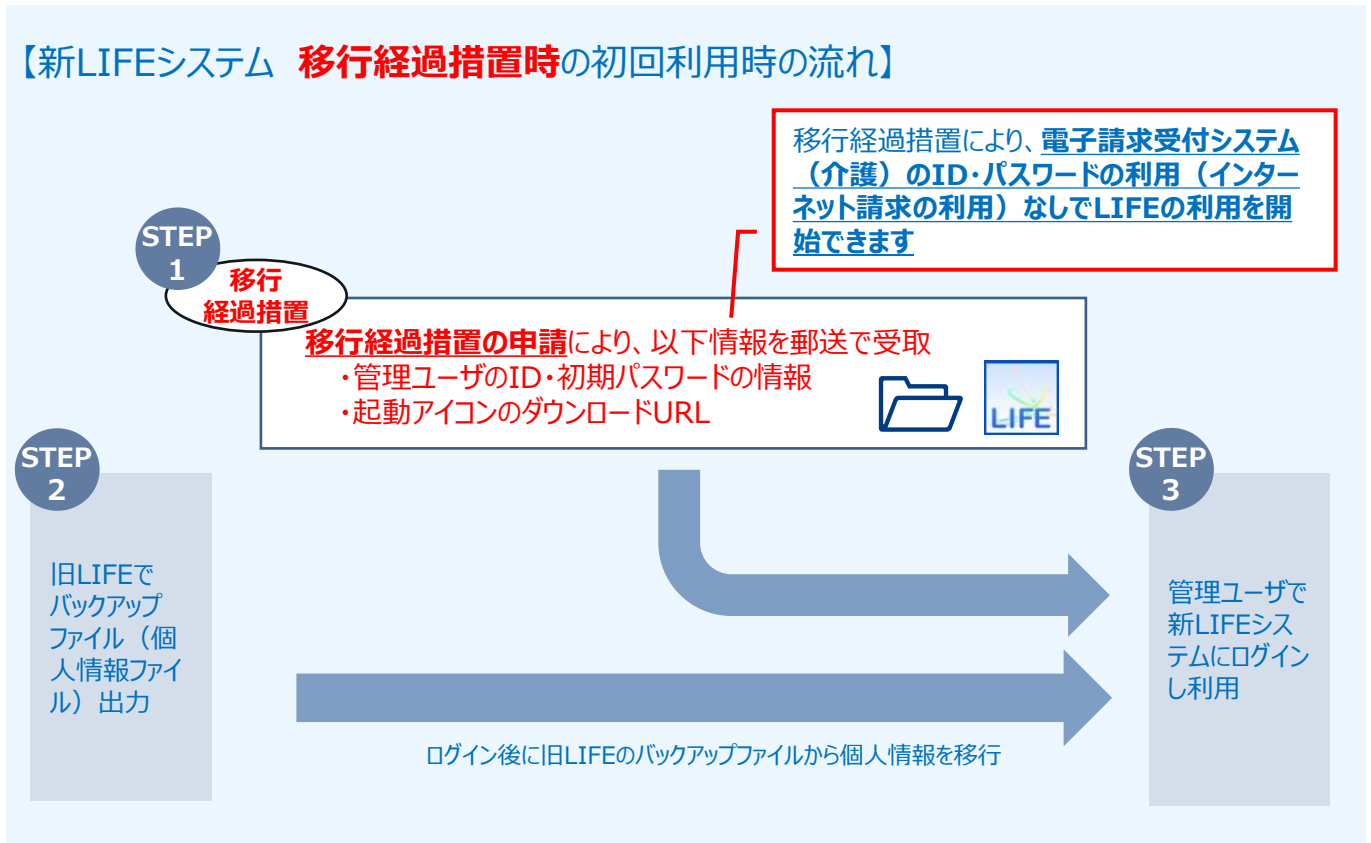 【新LIFEシステム 移行経過措置時の初回利用時の流れ】
移行経過措置により、電子請求受付システム
（介護）のID・パスワードの利用（インター
ネット請求の利用）なしでLIFEの利用を開
始できます
STEP
1
移行
経過措置
移行経過措置の申請により、以下情報を郵送で受取
・管理ユーザのID・初期パスワードの情報
・起動アイコンのダウンロードURL
LIFE
STEP
2
旧LIFEで
バックアップ
ファイル（個
人情報ファイ
ル）出力
STEP
3
管理ユーザで
新LIFEシス
テムにログイン
し利用
ログイン後に旧LIFEのバックアップファイルから個人情報を移行